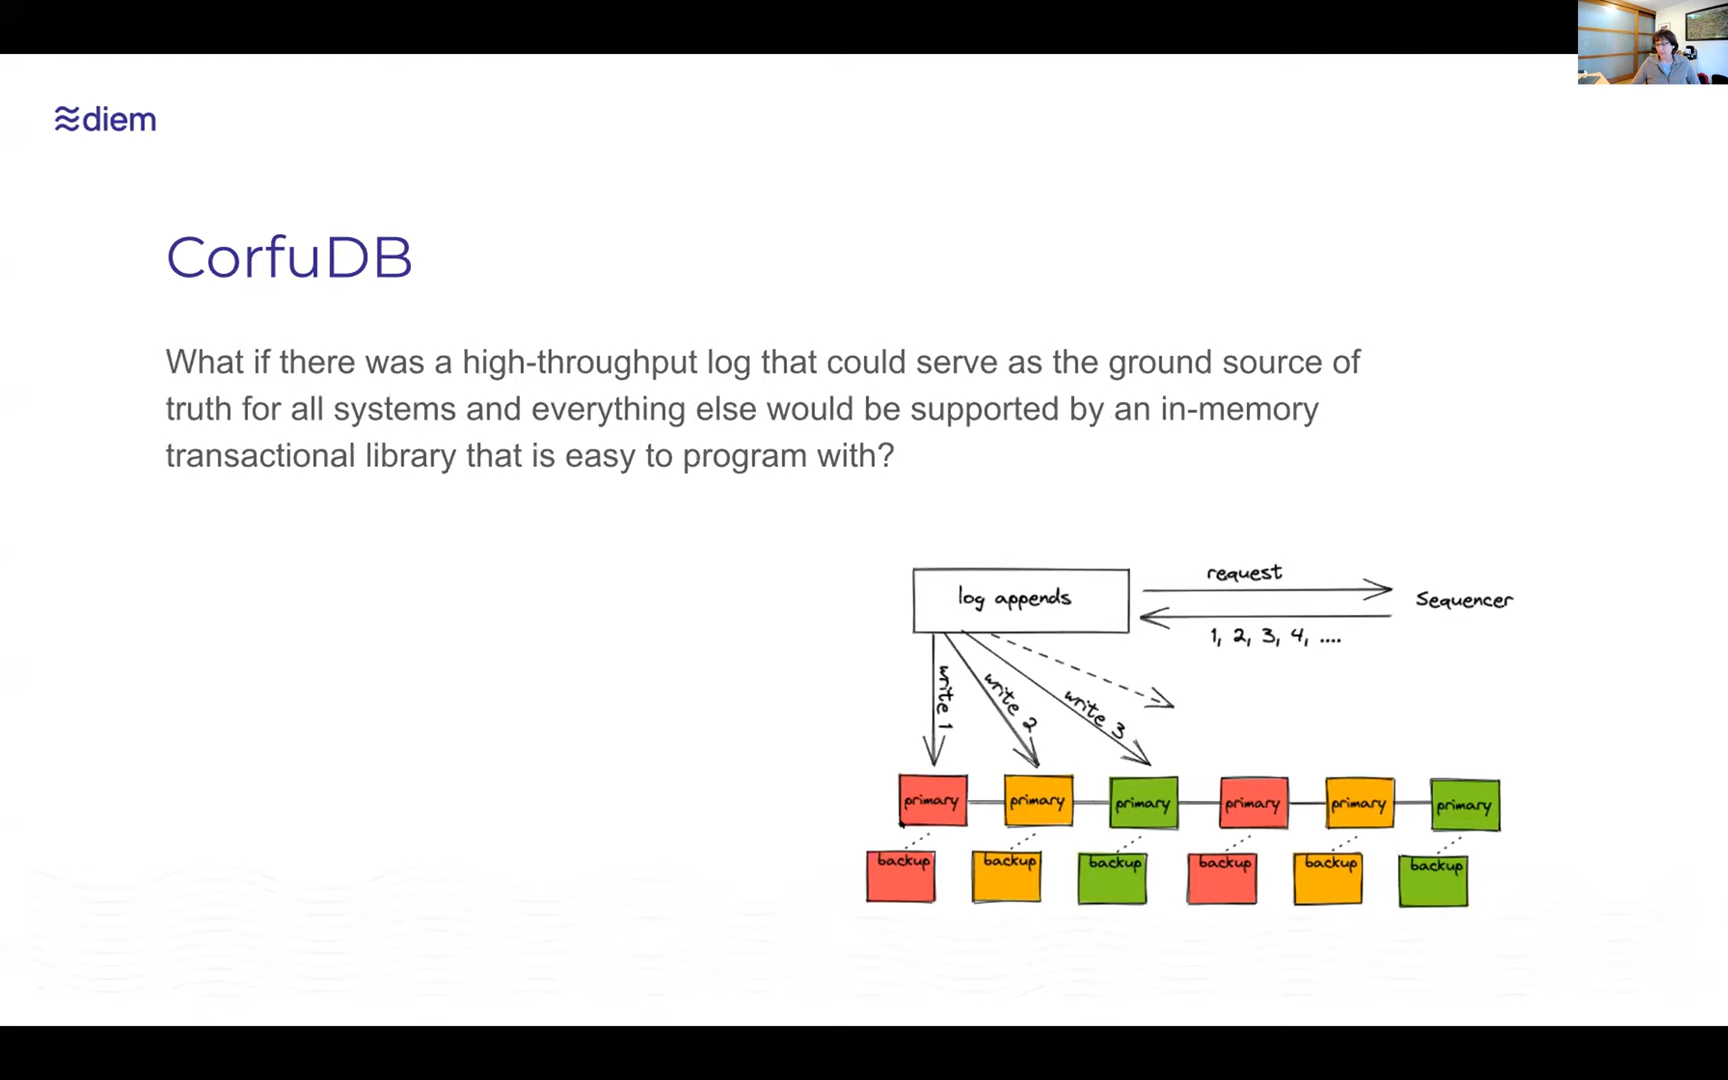 diem
CorfuDB
What if there was a high-throughput log that could serve as the ground source of
truth for all systems and everything else would be supported by an in-memory
transactional library that is easy to program with?
log appends
request
Sequencer
1, 2, 3, 4, ....
write 1
write 2
write 3
primary
primary
primary
primary
primary
primary
backup
backup
backup
backup
backup
backup